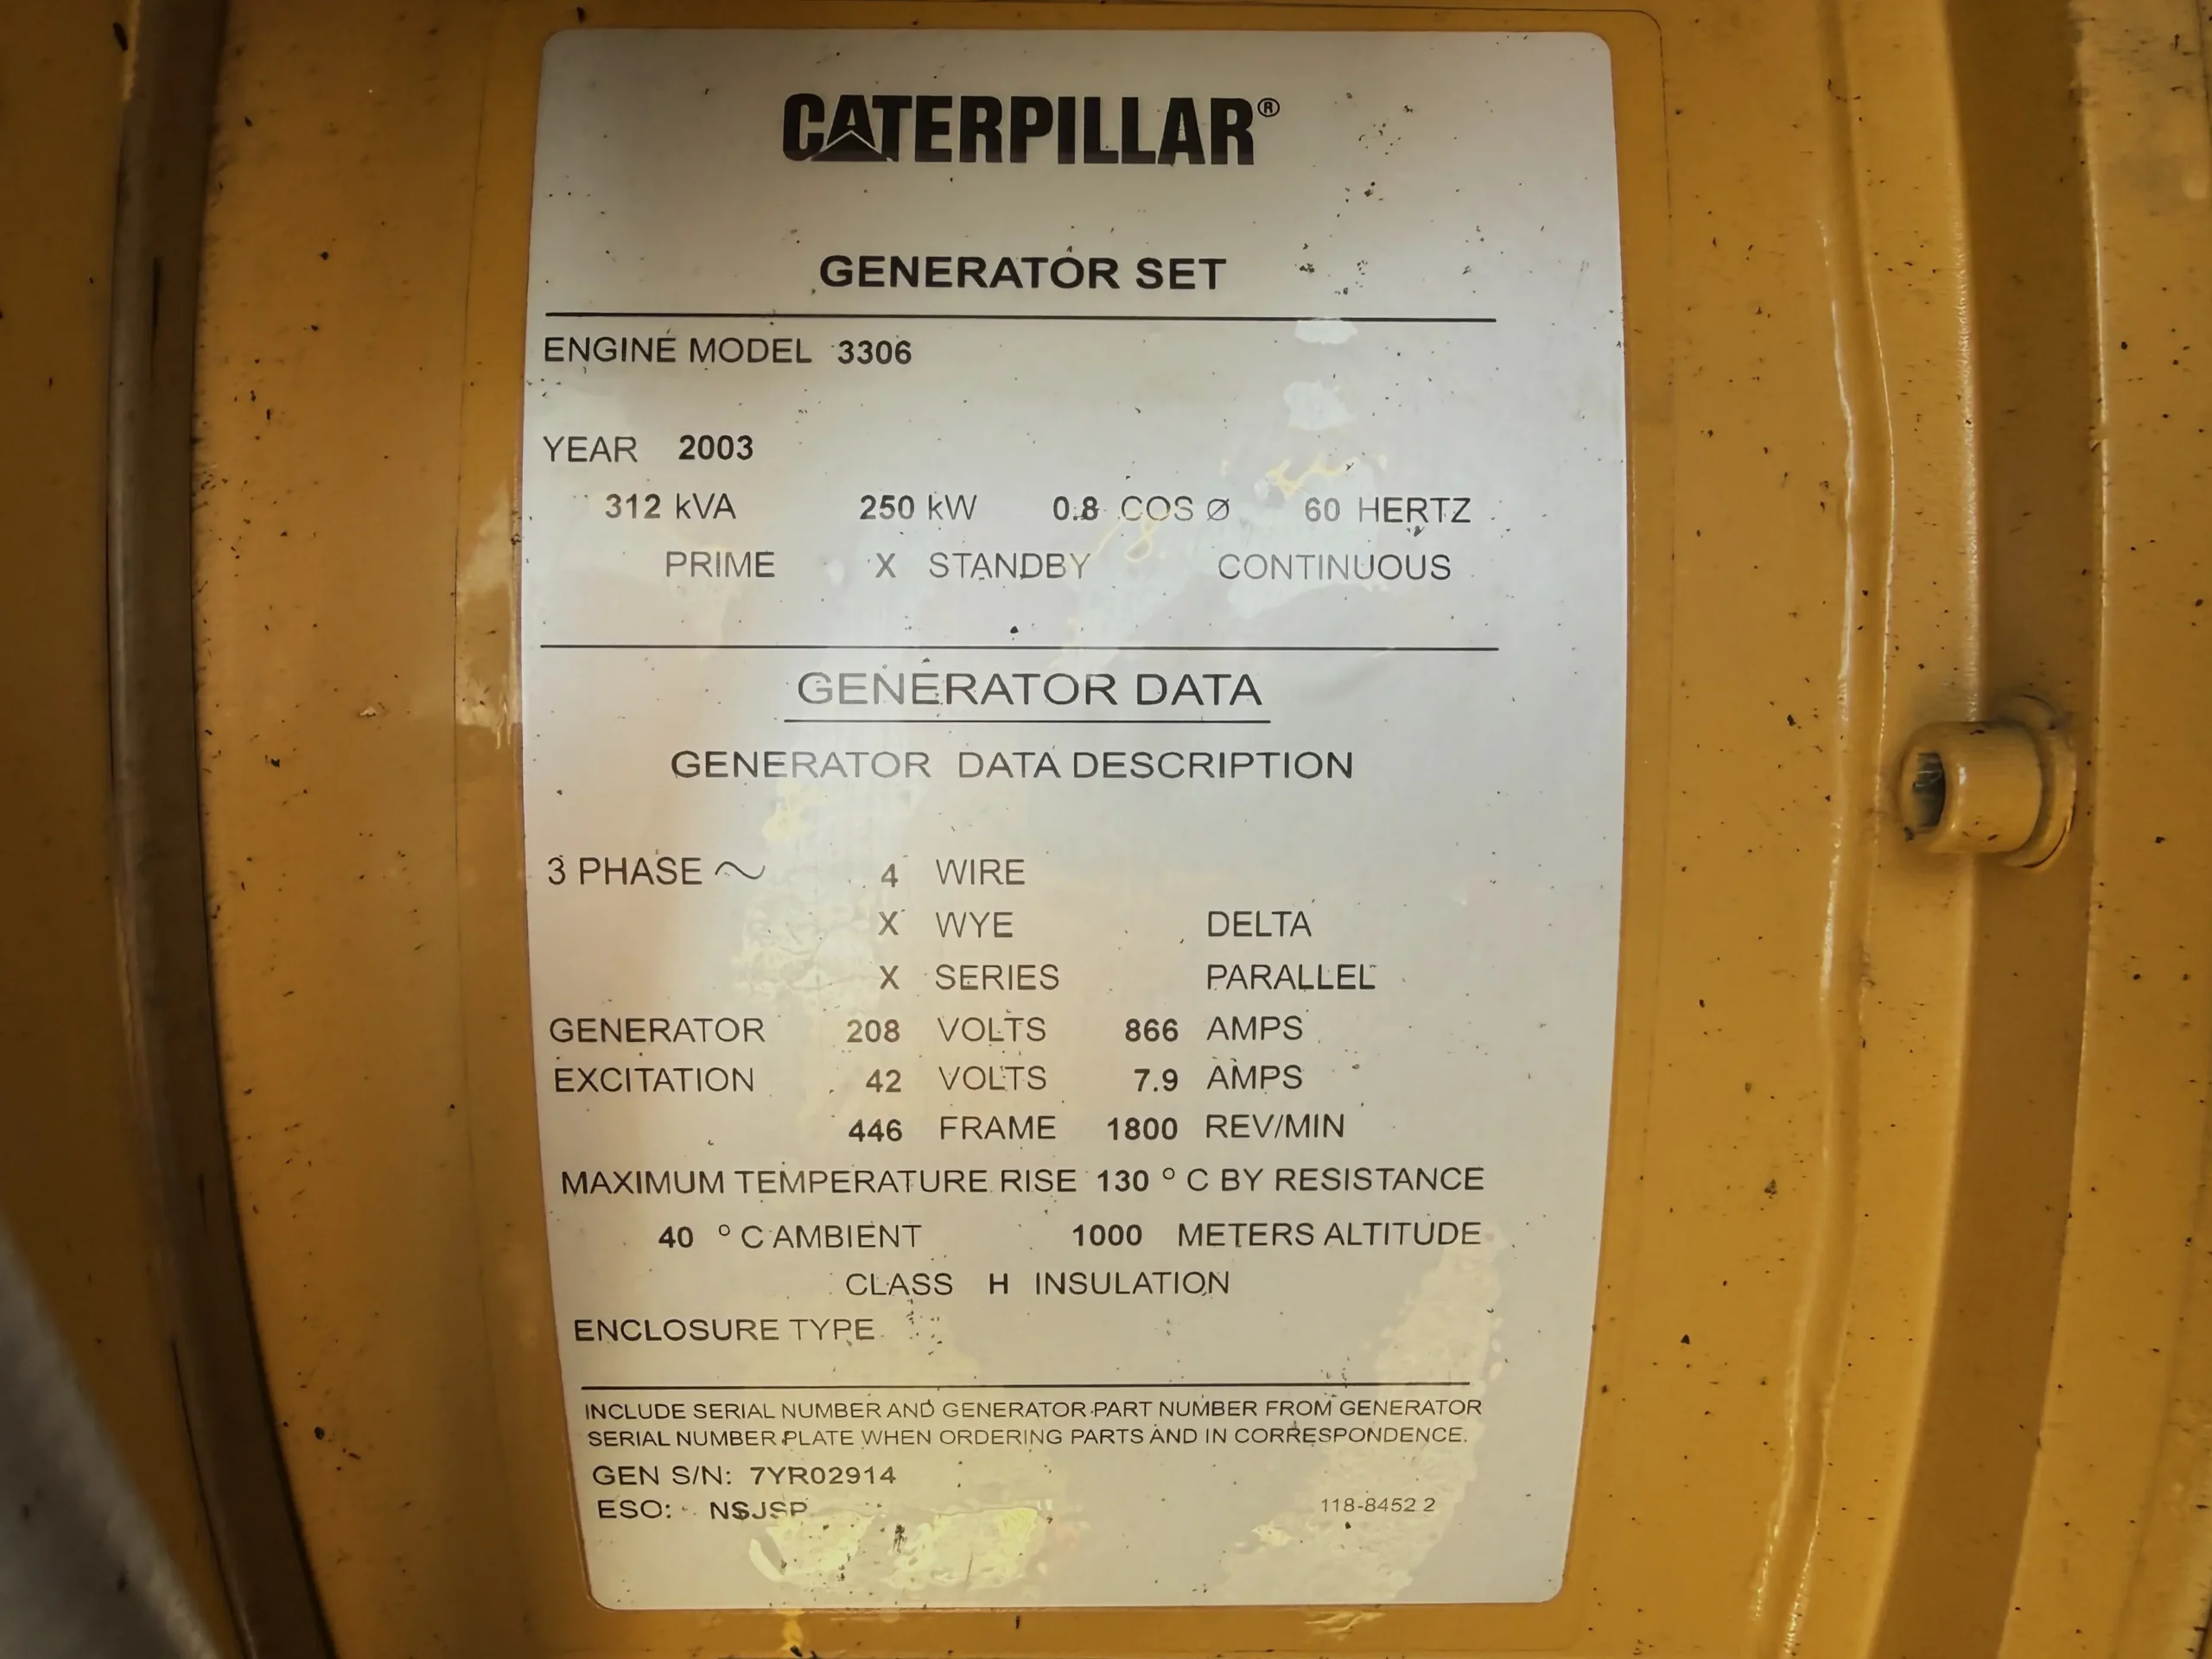 CATERPILLAR®
GENERATOR SET
ENGINE MODEL 3306
YEAR 2003
312 kVA 250 kW 0.8 COS Ø 60 HERTZ
PRIME X STANDBY CONTINUOUS
GENERATOR DATA
GENERATOR DATA DESCRIPTION
3 PHASE ~ 4 WIRE
X WYE DELTA
X SERIES PARALLEL
GENERATOR 208 VOLTS 866 AMPS
EXCITATION 42 VOLTS 7.9 AMPS
446 FRAME 1800 REV/MIN
MAXIMUM TEMPERATURE RISE 130 ° C BY RESISTANCE
40 ° C AMBIENT 1000 METERS ALTITUDE
CLASS H INSULATION
ENCLOSURE TYPE
INCLUDE SERIAL NUMBER AND GENERATOR PART NUMBER FROM GENERATOR
SERIAL NUMBER PLATE WHEN ORDERING PARTS AND IN CORRESPONDENCE.
GEN S/N: 7YR02914
ESO: NSJSP 118-8452 2